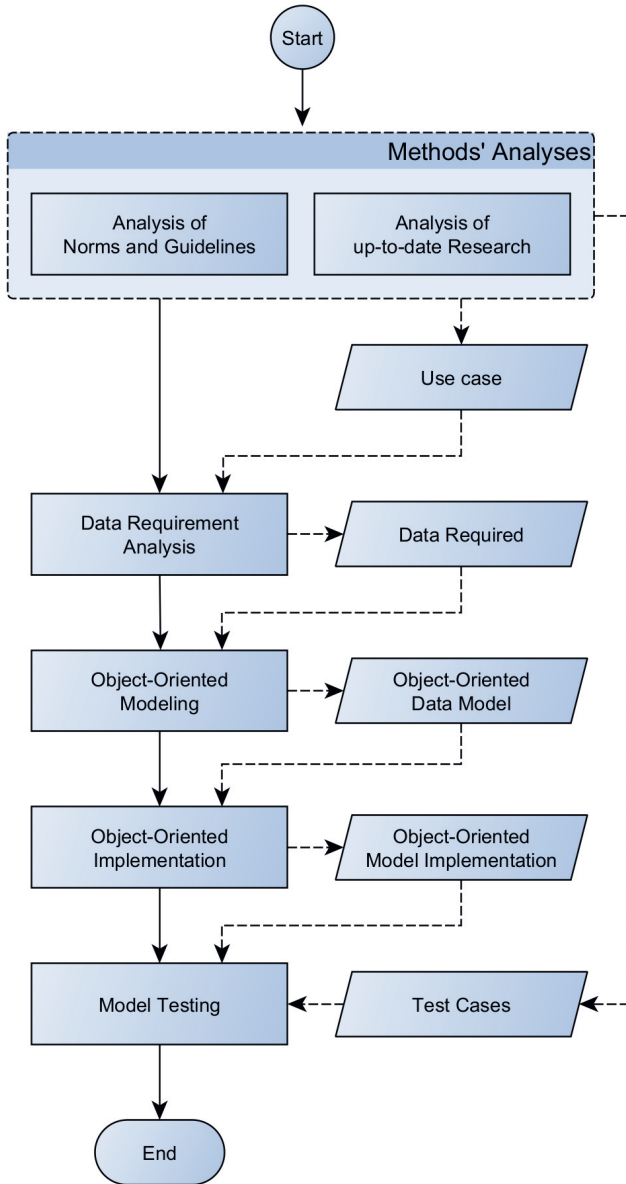 Start
Methods' Analyses
Analysis of
Norms and Guidelines
Analysis of
up-to-date Research
Use case
Data Requirement
Analysis
Data Required
Object-Oriented
Modeling
Object-Oriented
Data Model
Object-Oriented
Implementation
Object-Oriented
Model Implementation
Model Testing
Test Cases
End